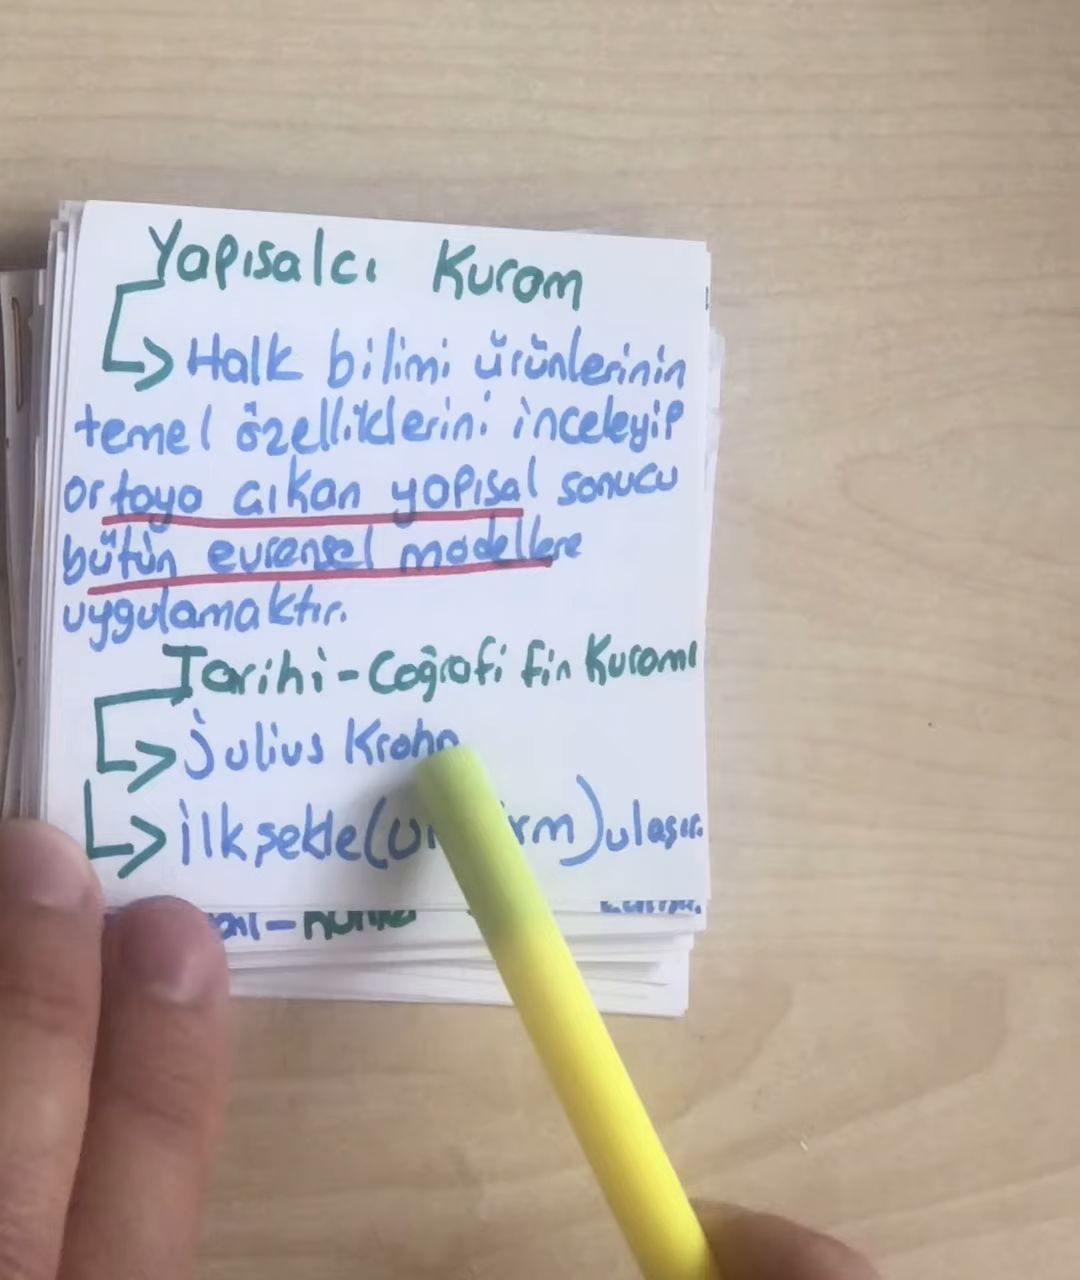 Yapısalcı Kuram
Halk bilimi ürünlerinin
temel özelliklerini inceleyip
ortaya çıkan yapısal sonucu
bütün evrensel modellere
uygulamaktır.
Tarihi-Coğrafi fin Kuramı
Julius Krohn
İlk şekle ulaşır.